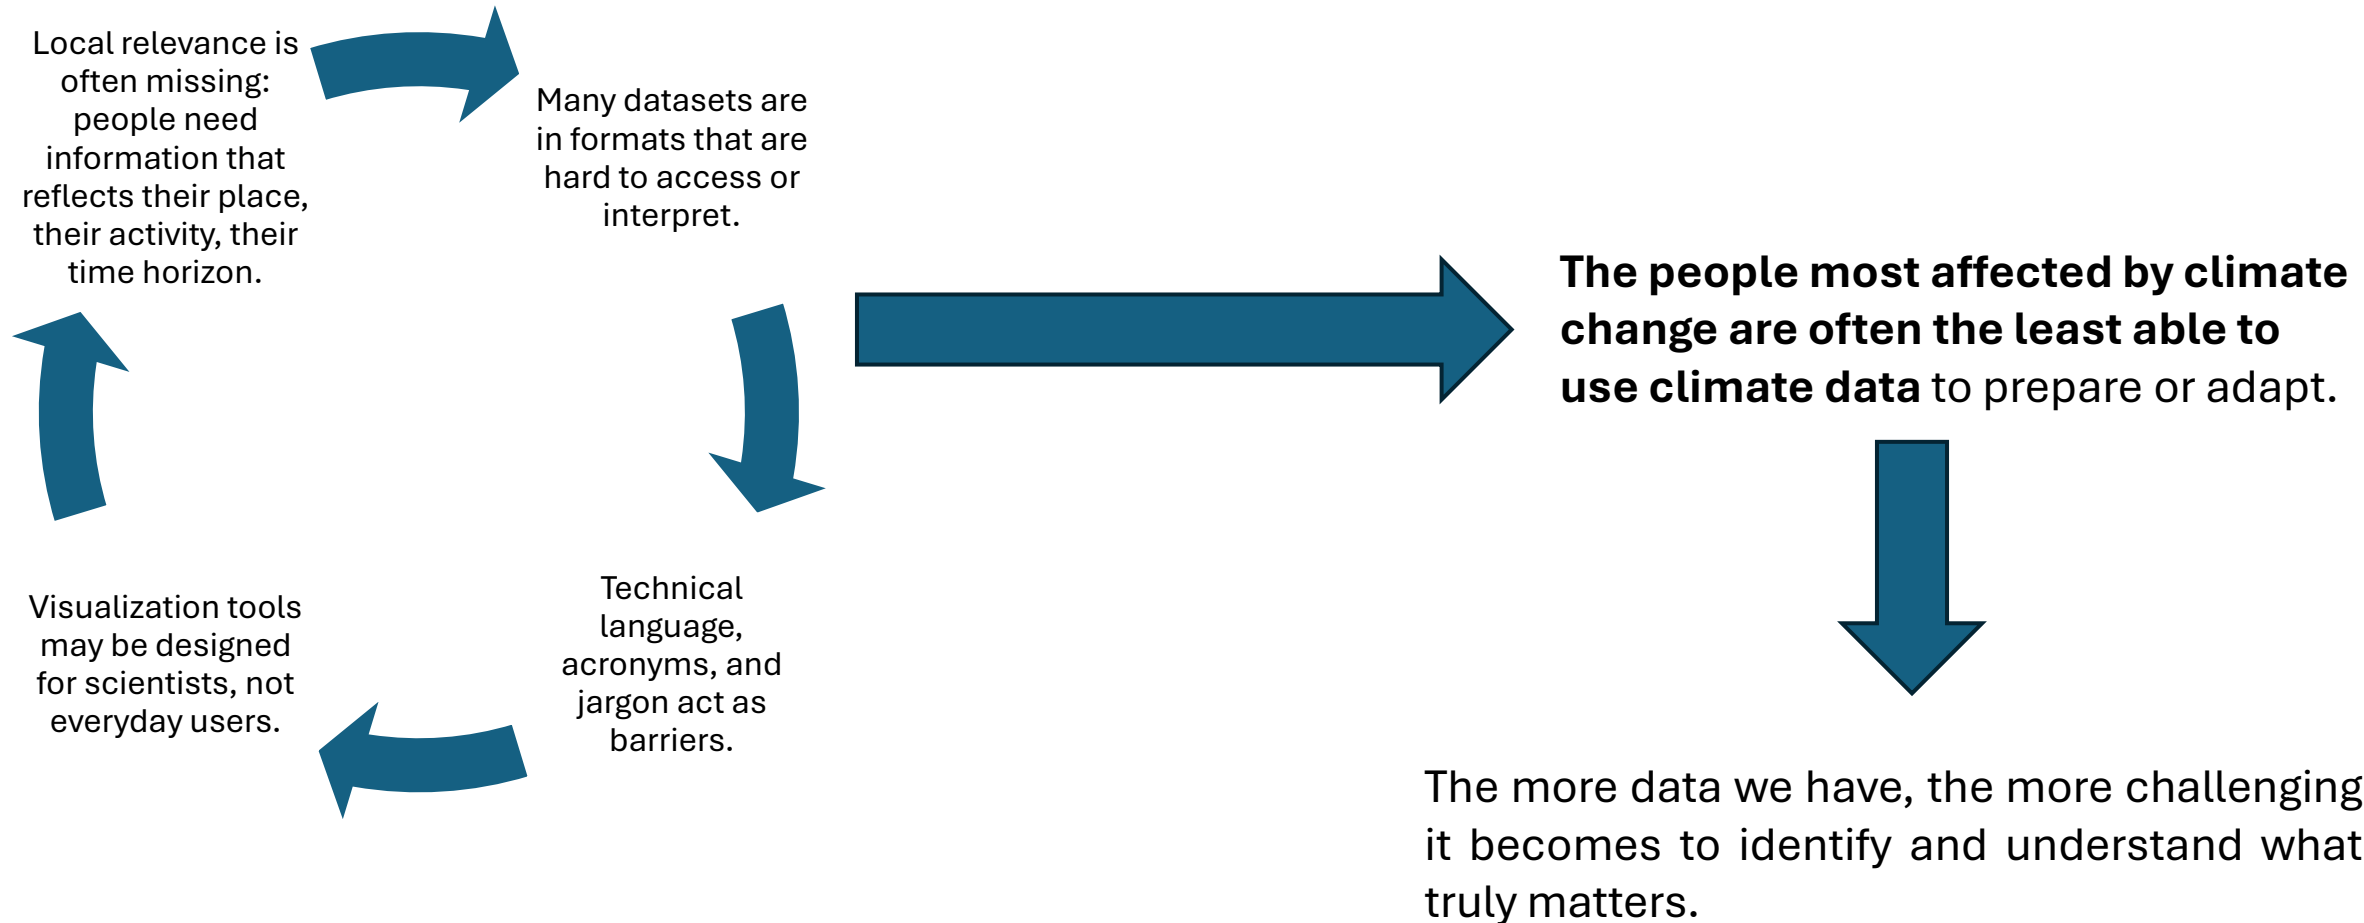 Local relevance is
often missing:
people need
information that
reflects their place,
their activity, their
time horizon.
Many datasets are
in formats that are
hard to access or
interpret.
Technical
language,
acronyms, and
jargon act as
barriers.
Visualization tools
may be designed
for scientists, not
everyday users.
The people most affected by climate
change are often the least able to
use climate data to prepare or adapt.
The more data we have, the more challenging
it becomes to identify and understand what
truly matters.